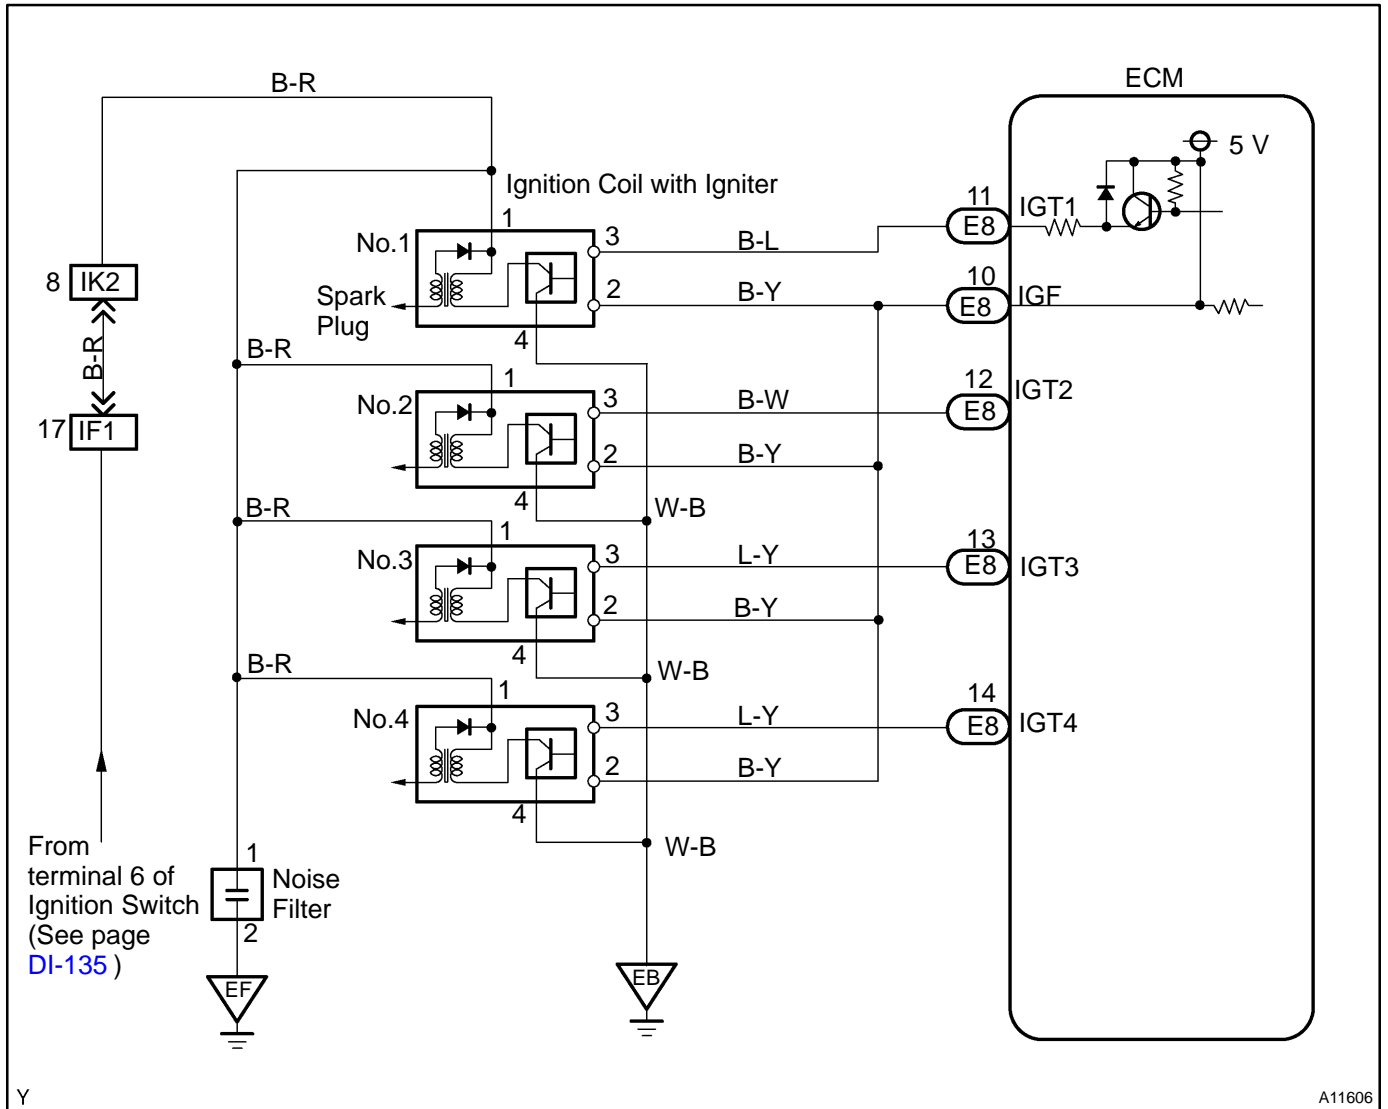 B-R
ECM
5 V
Ignition Coil with Igniter
1
No.1
3
B-L
11
E8
IGT1
8
IK2
Spark
Plug
2
B-Y
10
E8
IGF
4
B-R
B-R
1
No.2
3
B-W
12
E8
IGT2
17
IF1
2
B-Y
4
W-B
B-R
1
No.3
3
L-Y
13
E8
IGT3
2
B-Y
4
W-B
B-R
1
No.4
3
L-Y
14
E8
IGT4
2
B-Y
4
W-B
From
terminal 6 of
Ignition Switch
(See page
DI-135 )
1
Noise
Filter
2
EF
EB
Y
A11606